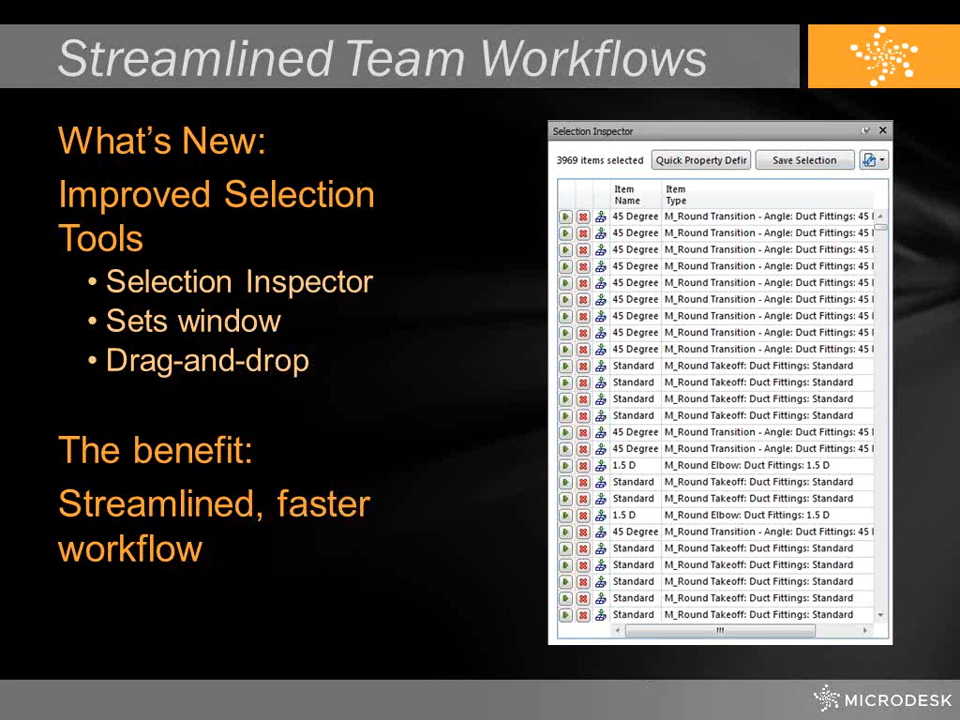 Streamlined Team Workflows
What's New:
Improved Selection
Tools
• Selection Inspector
• Sets window
• Drag-and-drop
The benefit:
Streamlined, faster
workflow
Selection Inspector
3969 items selected Quick Property Defir Save Selection
Item Name Item Type
45 Degree M_Round Transition - Angle: Duct Fittings: 45 I
45 Degree M_Round Transition - Angle: Duct Fittings: 45 I
45 Degree M_Round Transition - Angle: Duct Fittings: 45 I
45 Degree M_Round Transition - Angle: Duct Fittings: 45 I
45 Degree M_Round Transition - Angle: Duct Fittings: 45 I
45 Degree M_Round Transition - Angle: Duct Fittings: 45 I
45 Degree M_Round Transition - Angle: Duct Fittings: 45 I
45 Degree M_Round Transition - Angle: Duct Fittings: 45 I
45 Degree M_Round Transition - Angle: Duct Fittings: 45 I
Standard M_Round Takeoff: Duct Fittings: Standard
Standard M_Round Takeoff: Duct Fittings: Standard
Standard M_Round Takeoff: Duct Fittings: Standard
Standard M_Round Takeoff: Duct Fittings: Standard
45 Degree M_Round Transition - Angle: Duct Fittings: 45 I
45 Degree M_Round Transition - Angle: Duct Fittings: 45 I
1.5 D M_Round Elbow: Duct Fittings: 1.5 D
Standard M_Round Takeoff: Duct Fittings: Standard
Standard M_Round Takeoff: Duct Fittings: Standard
1.5 D M_Round Elbow: Duct Fittings: 1.5 D
45 Degree M_Round Transition - Angle: Duct Fittings: 45 I
Standard M_Round Takeoff: Duct Fittings: Standard
Standard M_Round Takeoff: Duct Fittings: Standard
Standard M_Round Takeoff: Duct Fittings: Standard
Standard M_Round Takeoff: Duct Fittings: Standard
Standard M_Round Takeoff: Duct Fittings: Standard
MICRODESK